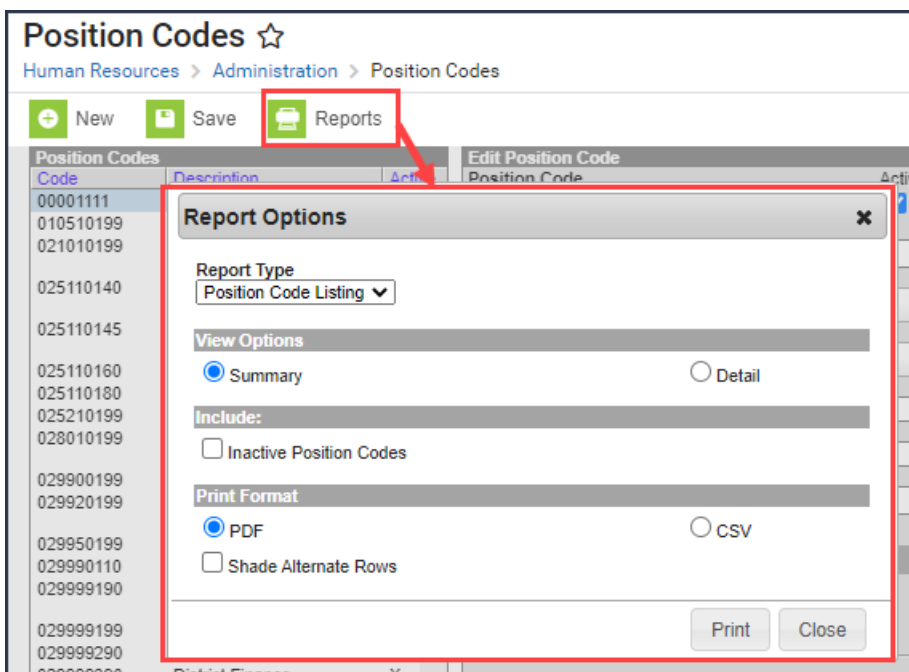 Position Codes
Human Resources > Administration > Position Codes
New Save Reports
Position Codes Edit Position Code
Code Description Position Code
00001111
010510199
021010199
025110140
025110145
025110160
025110180
025210199
028010199
029900199
029920199
029950199
029990110
029999190
029999199
029999290
Report Options
Report Type
Position Code Listing
View Options
Summary Detail
Include:
Inactive Position Codes
Print Format
PDF CSV
Shade Alternate Rows
Print Close